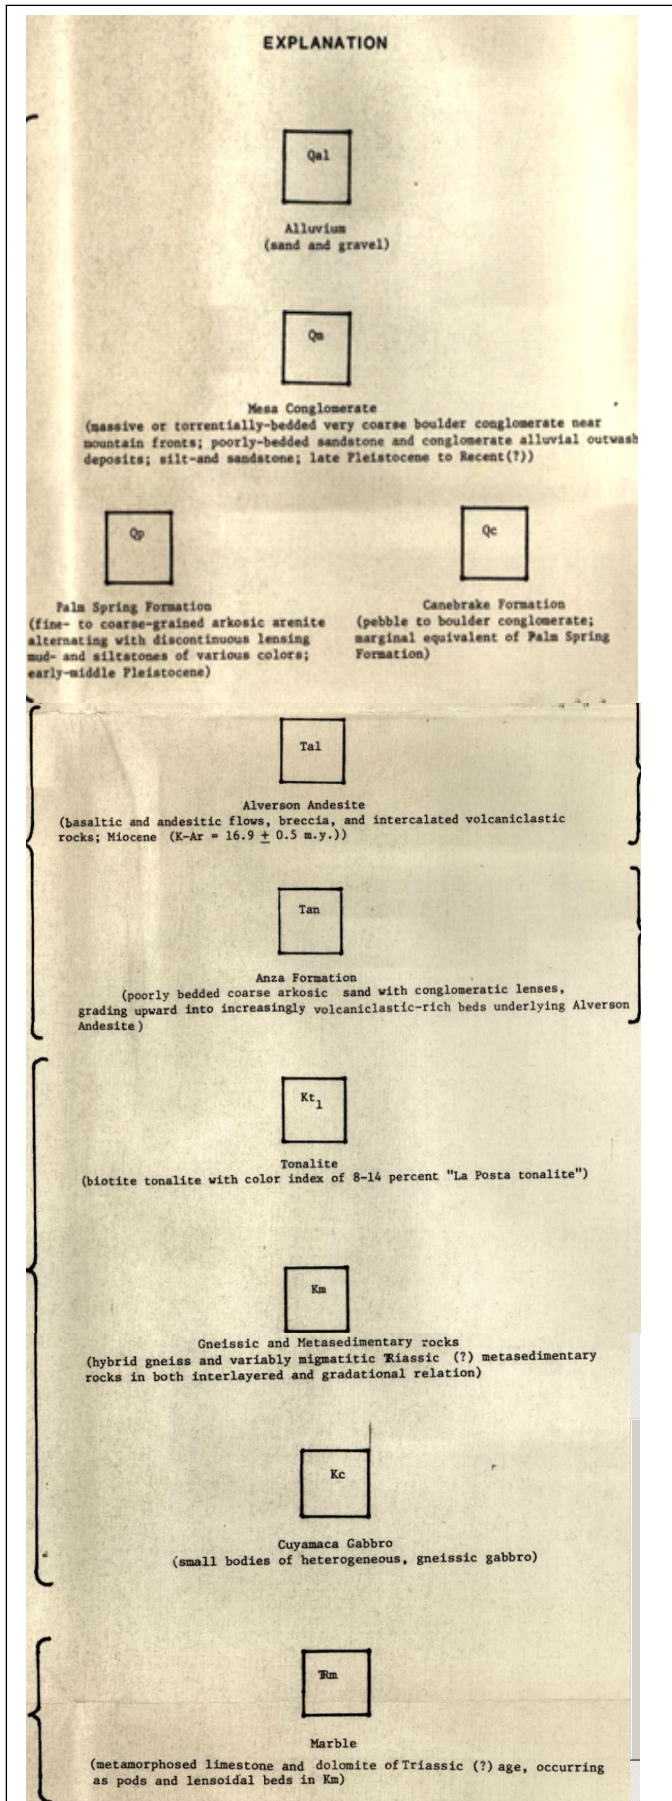 EXPLANATION
Qal
Alluvium
(sand and gravel)
Qm
Mesa Conglomerate
(massive or torrentially-bedded very coarse boulder conglomerate near
mountain fronts; poorly-bedded sandstone and conglomerate alluvial outwash
deposits; silt-and sandstone; late Pleistocene to Recent(?))
Qp
Palm Spring Formation
(fine- to coarse-grained arkosic arenite
alternating with discontinuous lensing
mud- and siltstones of various colors;
early-middle Pleistocene)
Qc
Canebrake Formation
(pebble to boulder conglomerate;
marginal equivalent of Palm Spring
Formation)
Tal
Alverson Andesite
(basaltic and andesitic flows, breccia, and intercalated volcaniclastic
rocks; Miocene (K-Ar = 16.9 ± 0.5 m.y.))
Tan
Anza Formation
(poorly bedded coarse arkosic sand with conglomeratic lenses,
grading upward into increasingly volcaniclastic-rich beds underlying Alverson
Andesite)
Kt1
Tonalite
(biotite tonalite with color index of 8-14 percent "La Posta tonalite")
Km
Gneissic and Metasedimentary rocks
(hybrid gneiss and variably migmatitic TRiassic (?) metasedimentary
rocks in both interlayered and gradational relation)
Kc
Cuyamaca Gabbro
(small bodies of heterogeneous, gneissic gabbro)
TRm
Marble
(metamorphosed limestone and dolomite of Triassic (?) age, occurring
as pods and lensoidal beds in Km)